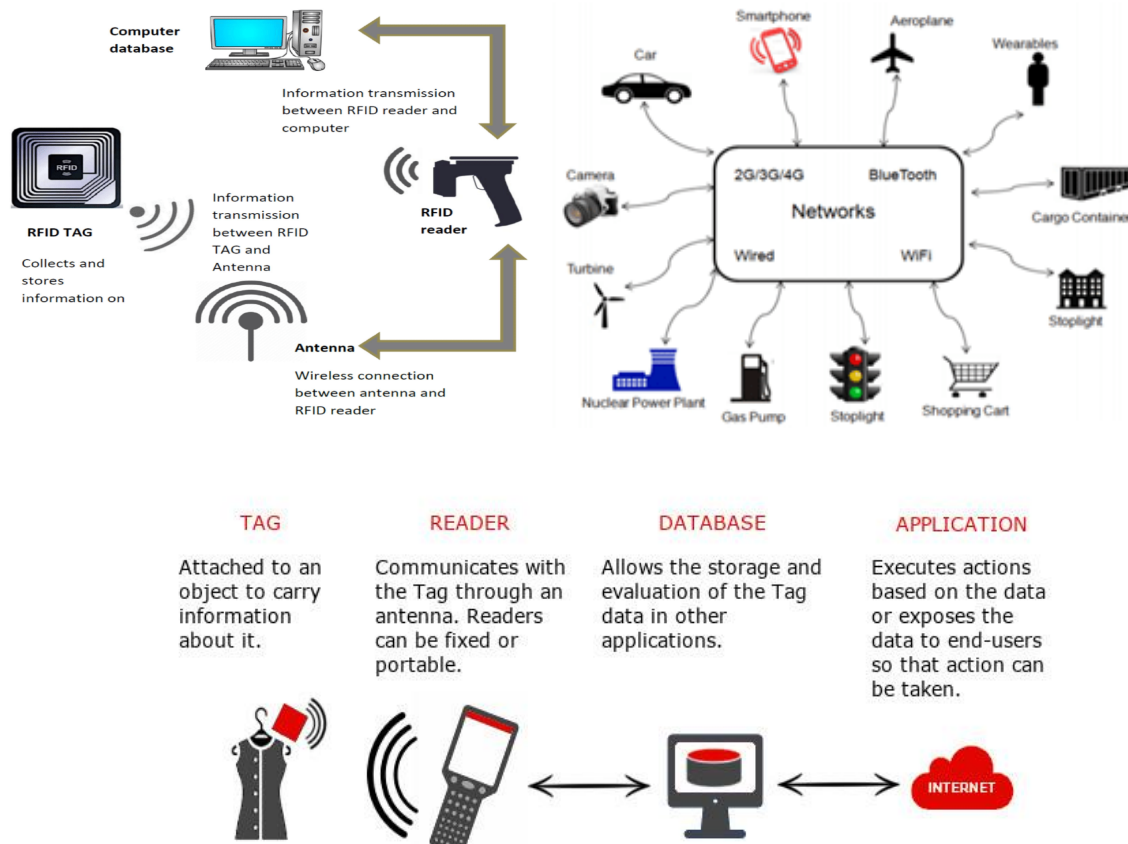 Computer
database
Information transmission
between RFID reader and
computer
RFID
RFID TAG
Collects and
stores
information on
Information
transmission
between RFID
TAG and
Antenna
RFID
reader
Antenna
Wireless connection
between antenna and
RFID reader
Smartphone
Aeroplane
Wearables
Car
Camera
2G/3G/4G
BlueTooth
Networks
Wired
WiFi
Cargo Container
Turbine
Stoplight
Nuclear Power Plant
Gas Pump
Stoplight
Shopping Cart
TAG
Attached to an
object to carry
information
about it.
READER
Communicates with
the Tag through an
antenna. Readers
can be fixed or
portable.
DATABASE
Allows the storage and
evaluation of the Tag
data in other
applications.
APPLICATION
Executes actions
based on the data
or exposes the
data to end-users
so that action can
be taken.
INTERNET